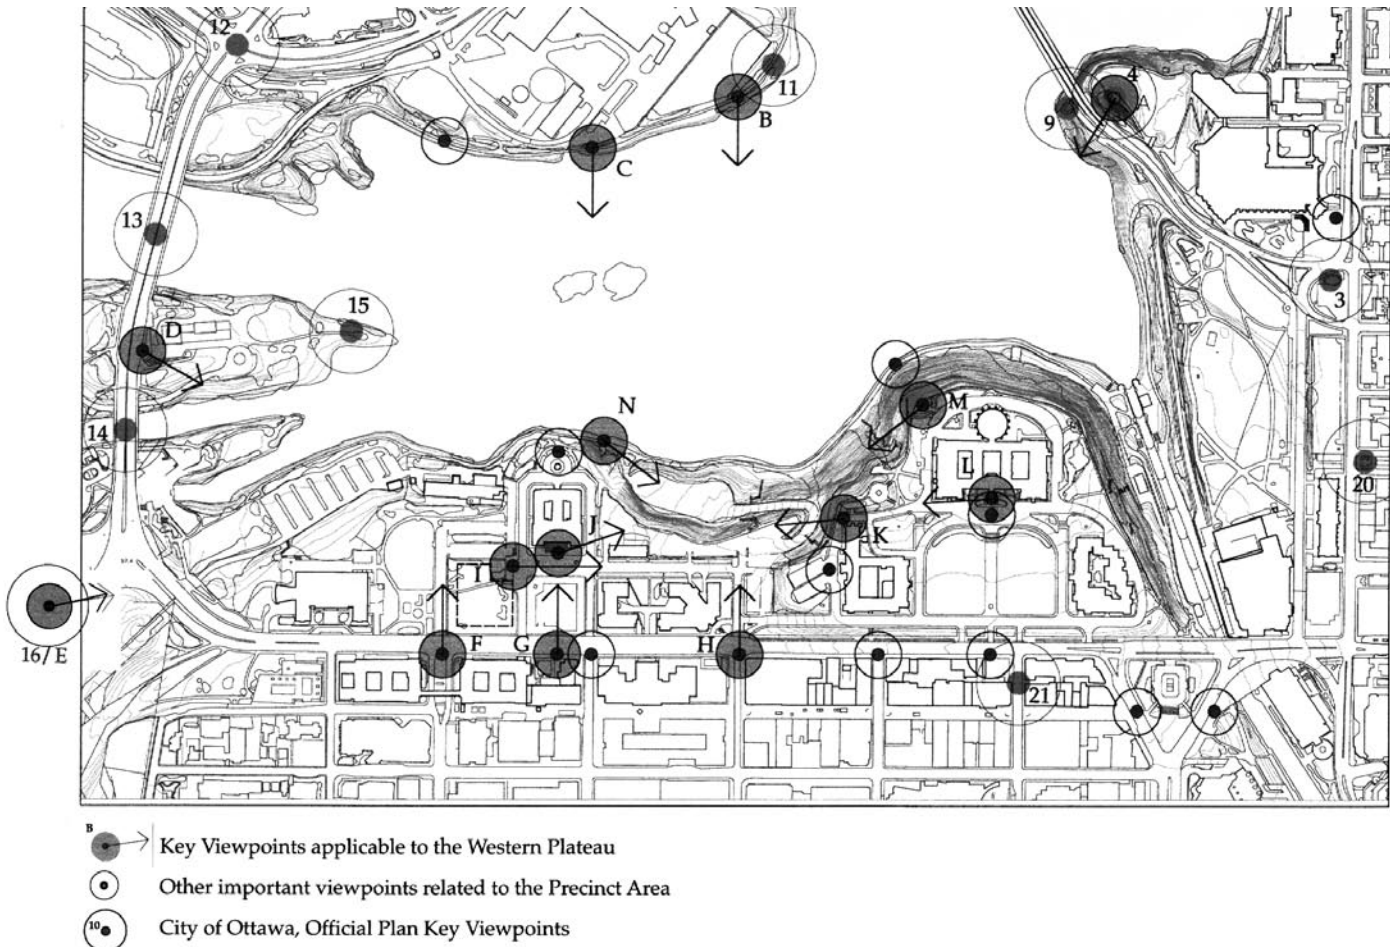 12
11
B
4
A
9
C
13
3
15
D
N
M
14
L
20
K
J
I
F
G
H
16/E
21
B
Key Viewpoints applicable to the Western Plateau
Other important viewpoints related to the Precinct Area
10
City of Ottawa, Official Plan Key Viewpoints